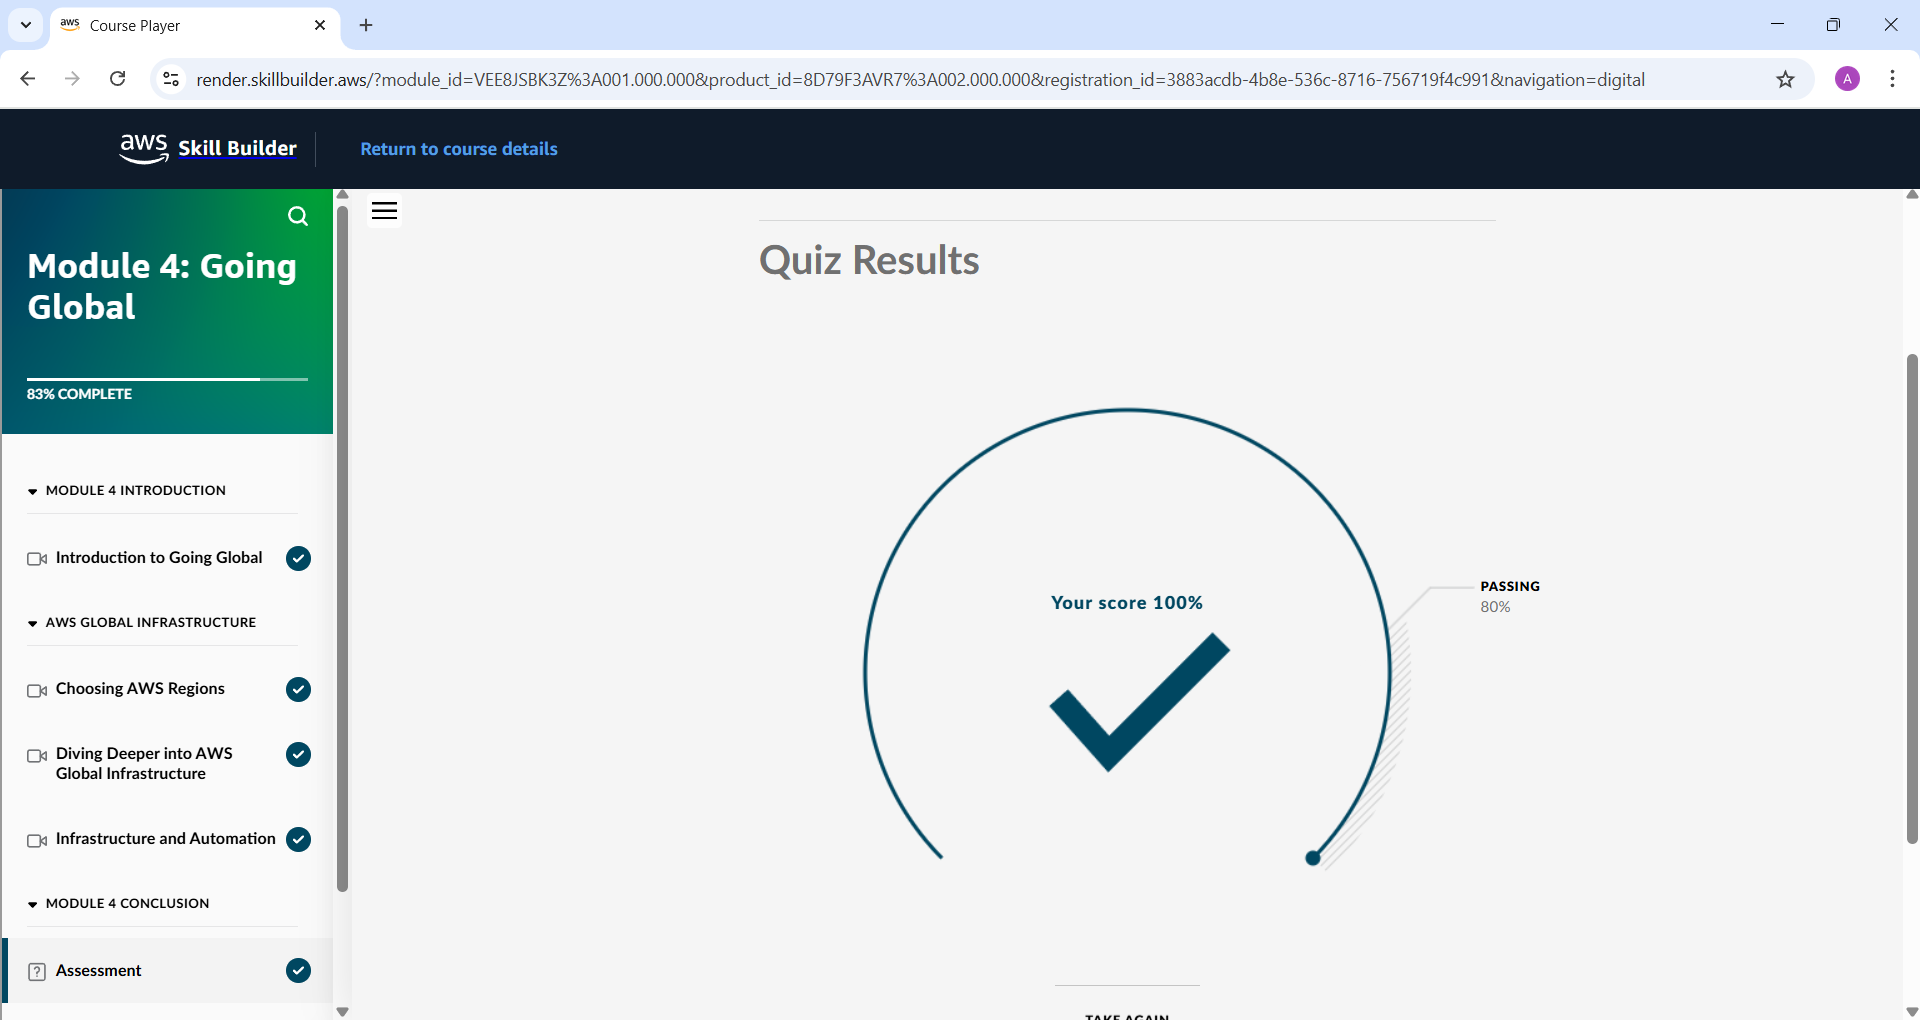 aws
Course Player
render.skillbuilder.aws/?module_id=VEE8JSBK3Z%3A001.000.000&product_id=8D79F3AVR7%3A002.000.000&registration_id=3883acdb-4b8e-536c-8716-756719f4c991&navigation=digital
A
aws Skill Builder
Return to course details
Module 4: Going
Global
83% COMPLETE
MODULE 4 INTRODUCTION
Introduction to Going Global
AWS GLOBAL INFRASTRUCTURE
Choosing AWS Regions
Diving Deeper into AWS
Global Infrastructure
Infrastructure and Automation
MODULE 4 CONCLUSION
Assessment
Quiz Results
Your score 100%
PASSING
80%
TAKE AGAIN